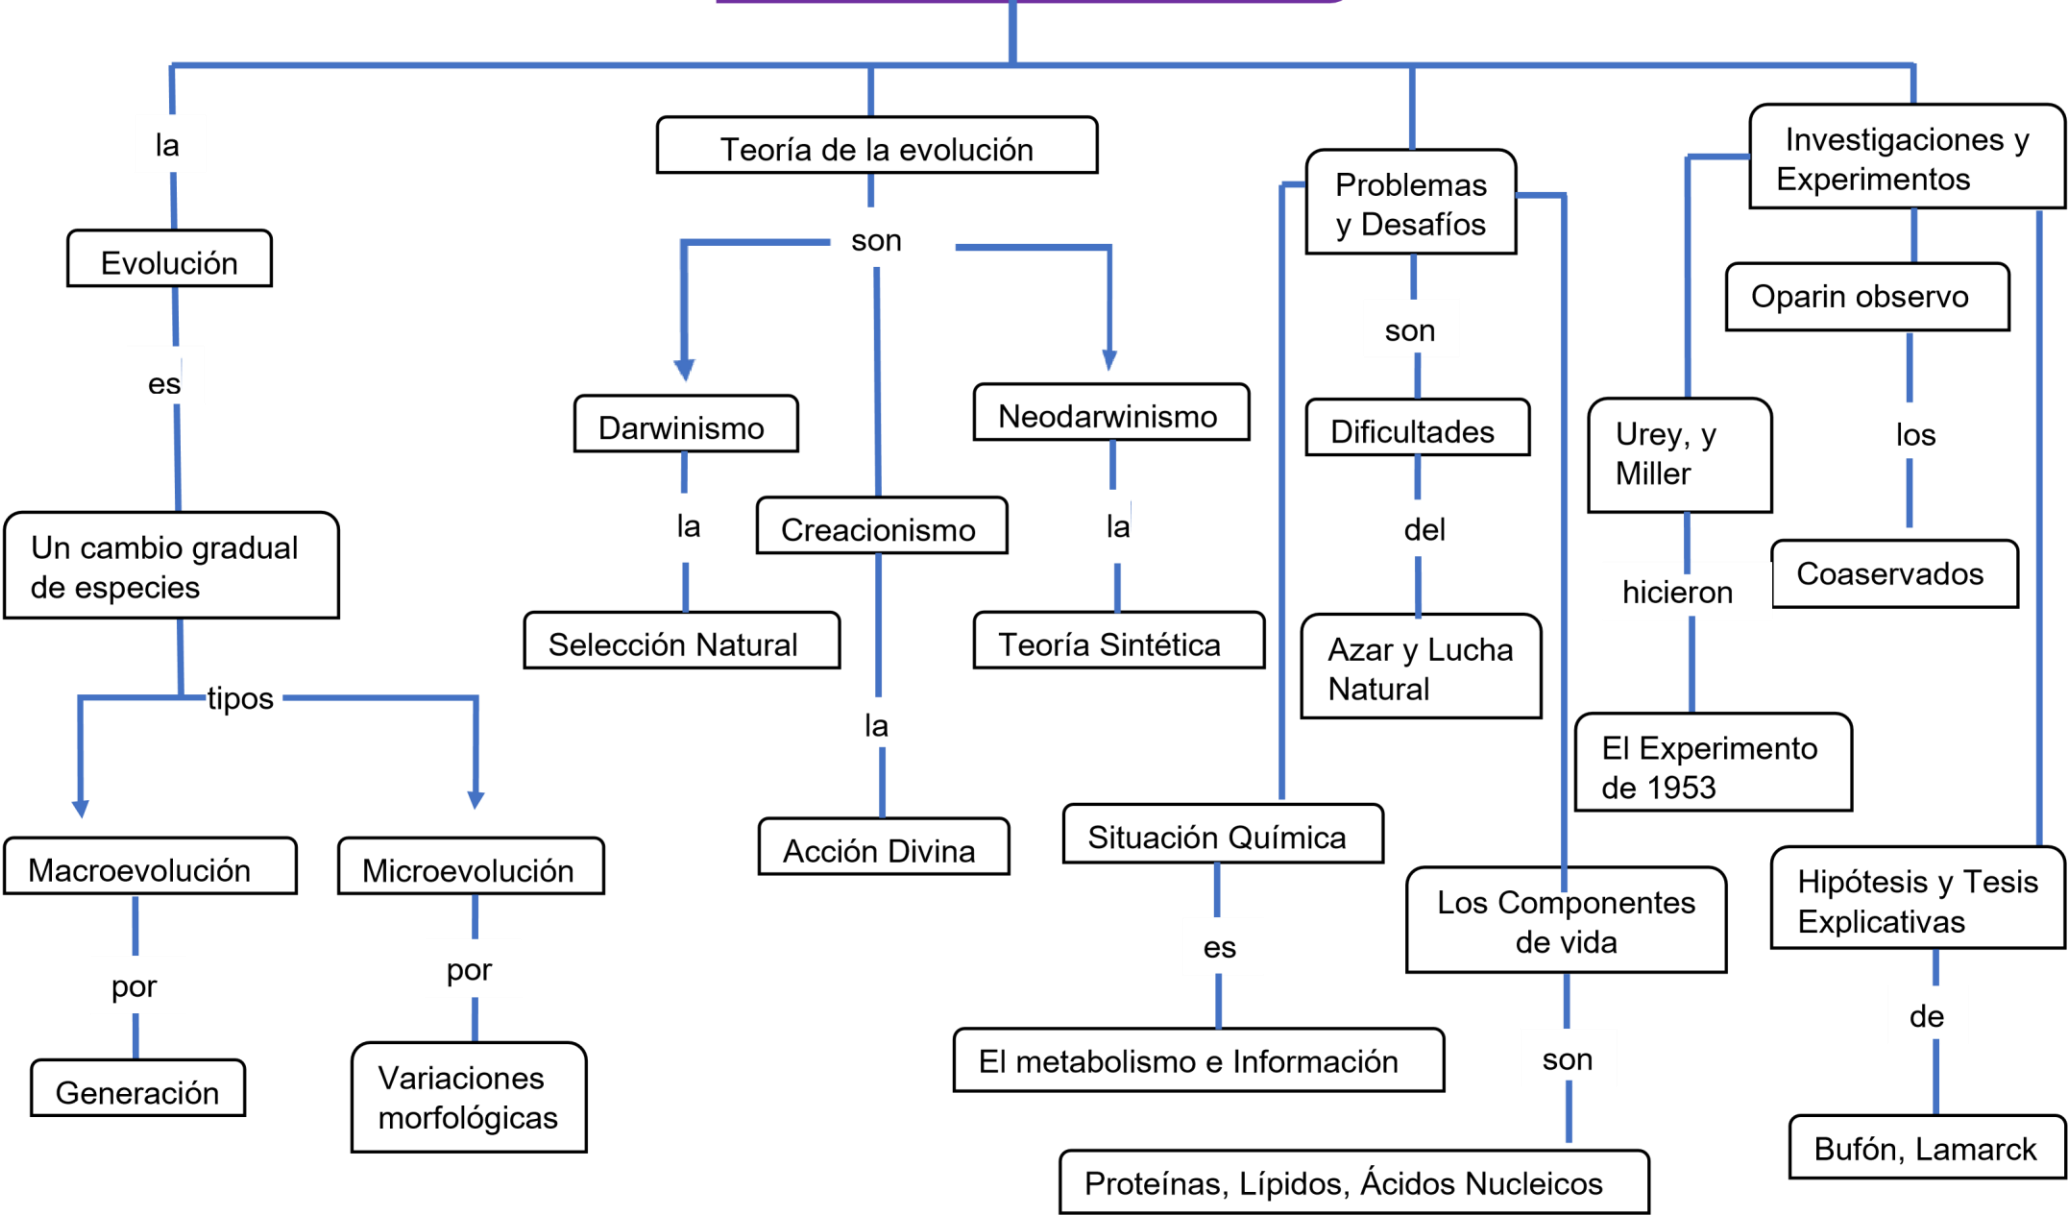 la
Evolución
es
Un cambio gradual
de especies
tipos
Macroevolución
por
Generación
Microevolución
por
Variaciones
morfológicas
Teoría de la evolución
son
Darwinismo
la
Selección Natural
Creacionismo
la
Acción Divina
Neodarwinismo
la
Teoría Sintética
Problemas
y Desafíos
son
Dificultades
del
Azar y Lucha
Natural
Situación Química
es
El metabolismo e Información
Los Componentes
de vida
son
Proteínas, Lípidos, Ácidos Nucleicos
Investigaciones y
Experimentos
Urey, y
Miller
hicieron
El Experimento
de 1953
Oparin observo
los
Coaservados
Hipótesis y Tesis
Explicativas
de
Bufón, Lamarck